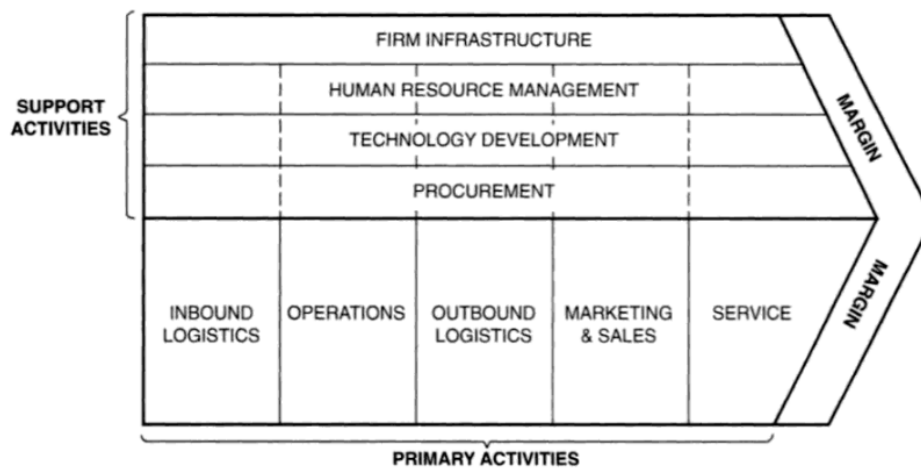 FIRM INFRASTRUCTURE
HUMAN RESOURCE MANAGEMENT
SUPPORT
ACTIVITIES
TECHNOLOGY DEVELOPMENT
PROCUREMENT
MARGIN
MARGIN
INBOUND
LOGISTICS
OPERATIONS
OUTBOUND
LOGISTICS
MARKETING
& SALES
SERVICE
PRIMARY ACTIVITIES